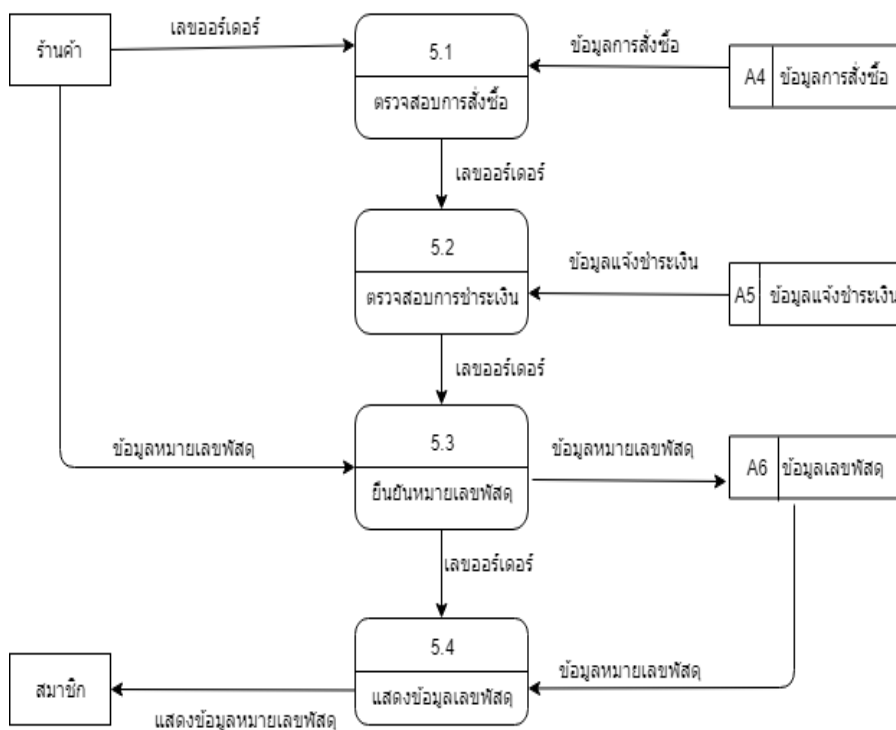 ร้านค้า
เลขออร์เดอร์
5.1
ตรวจสอบการสั่งซื้อ
ข้อมูลการสั่งซื้อ
A4
ข้อมูลการสั่งซื้อ
เลขออร์เดอร์
5.2
ตรวจสอบการชำระเงิน
ข้อมูลแจ้งชำระเงิน
A5
ข้อมูลแจ้งชำระเงิน
เลขออร์เดอร์
ข้อมูลหมายเลขพัสดุ
5.3
ยืนยันหมายเลขพัสดุ
ข้อมูลหมายเลขพัสดุ
A6
ข้อมูลเลขพัสดุ
เลขออร์เดอร์
5.4
แสดงข้อมูลเลขพัสดุ
ข้อมูลหมายเลขพัสดุ
สมาชิก
แสดงข้อมูลหมายเลขพัสดุ